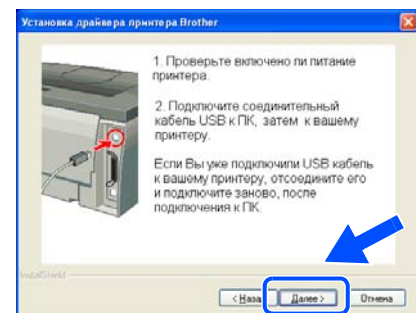 Установка драйвера принтера Brother
1. Проверьте включено ли питание
принтера.
2. Подключите соединительный
кабель USB к ПК, затем к вашему
принтеру.
Если Вы уже подключили USB кабель
к вашему принтеру, отсоедините его
и подключите заново, после
подключения к ПК.
InstallShield
< Наза
Далее >
Отмена